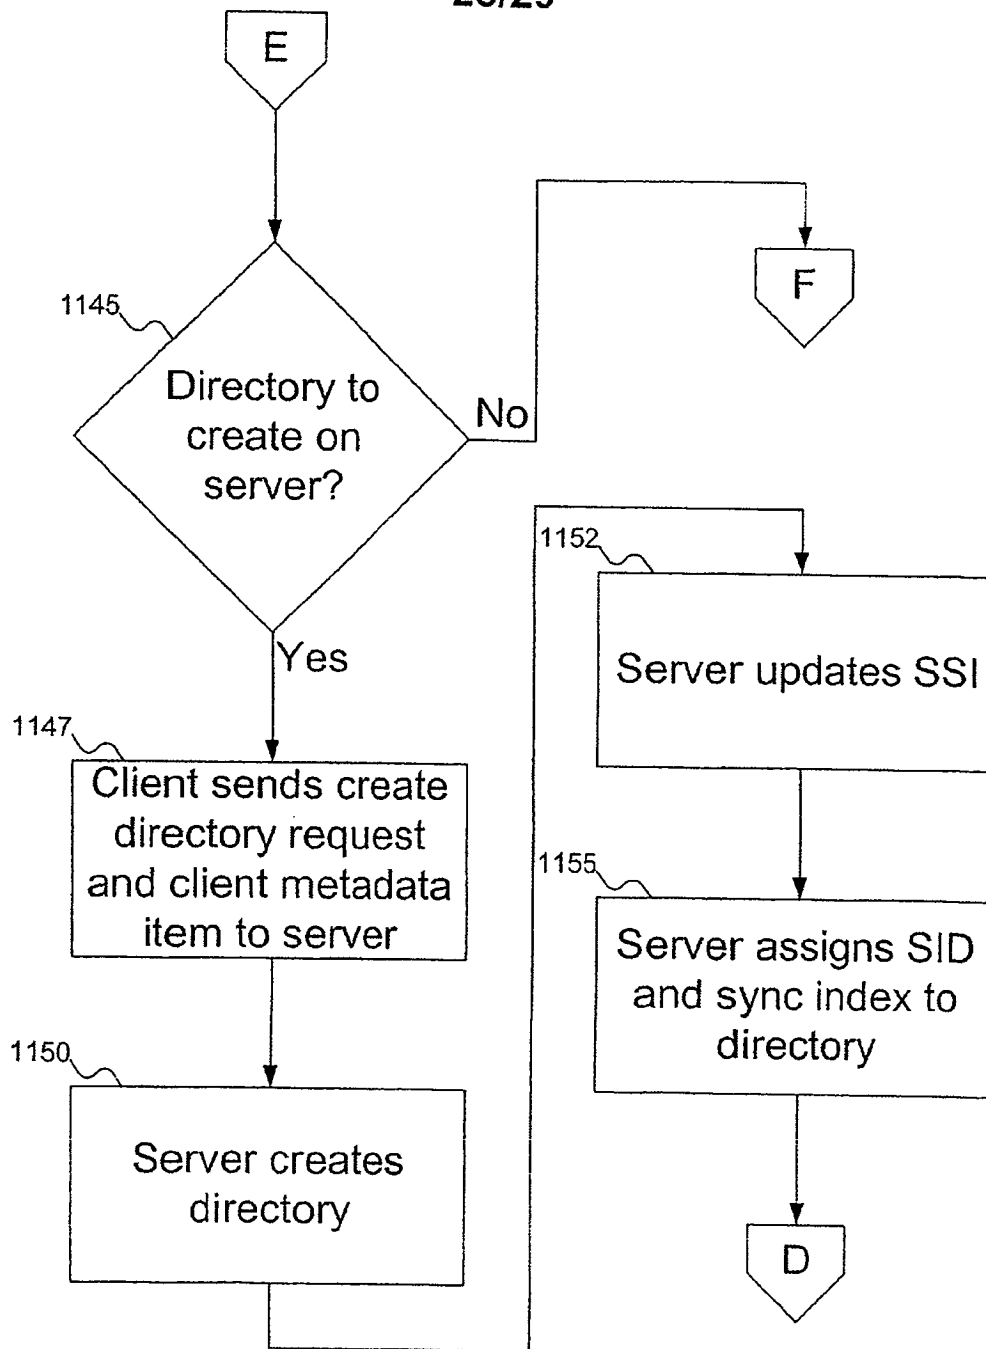 E
1145
Directory to
create on
server?
No
F
Yes
1147
Client sends create
directory request
and client metadata
item to server
1150
Server creates
directory
1152
Server updates SSI
1155
Server assigns SID
and sync index to
directory
D